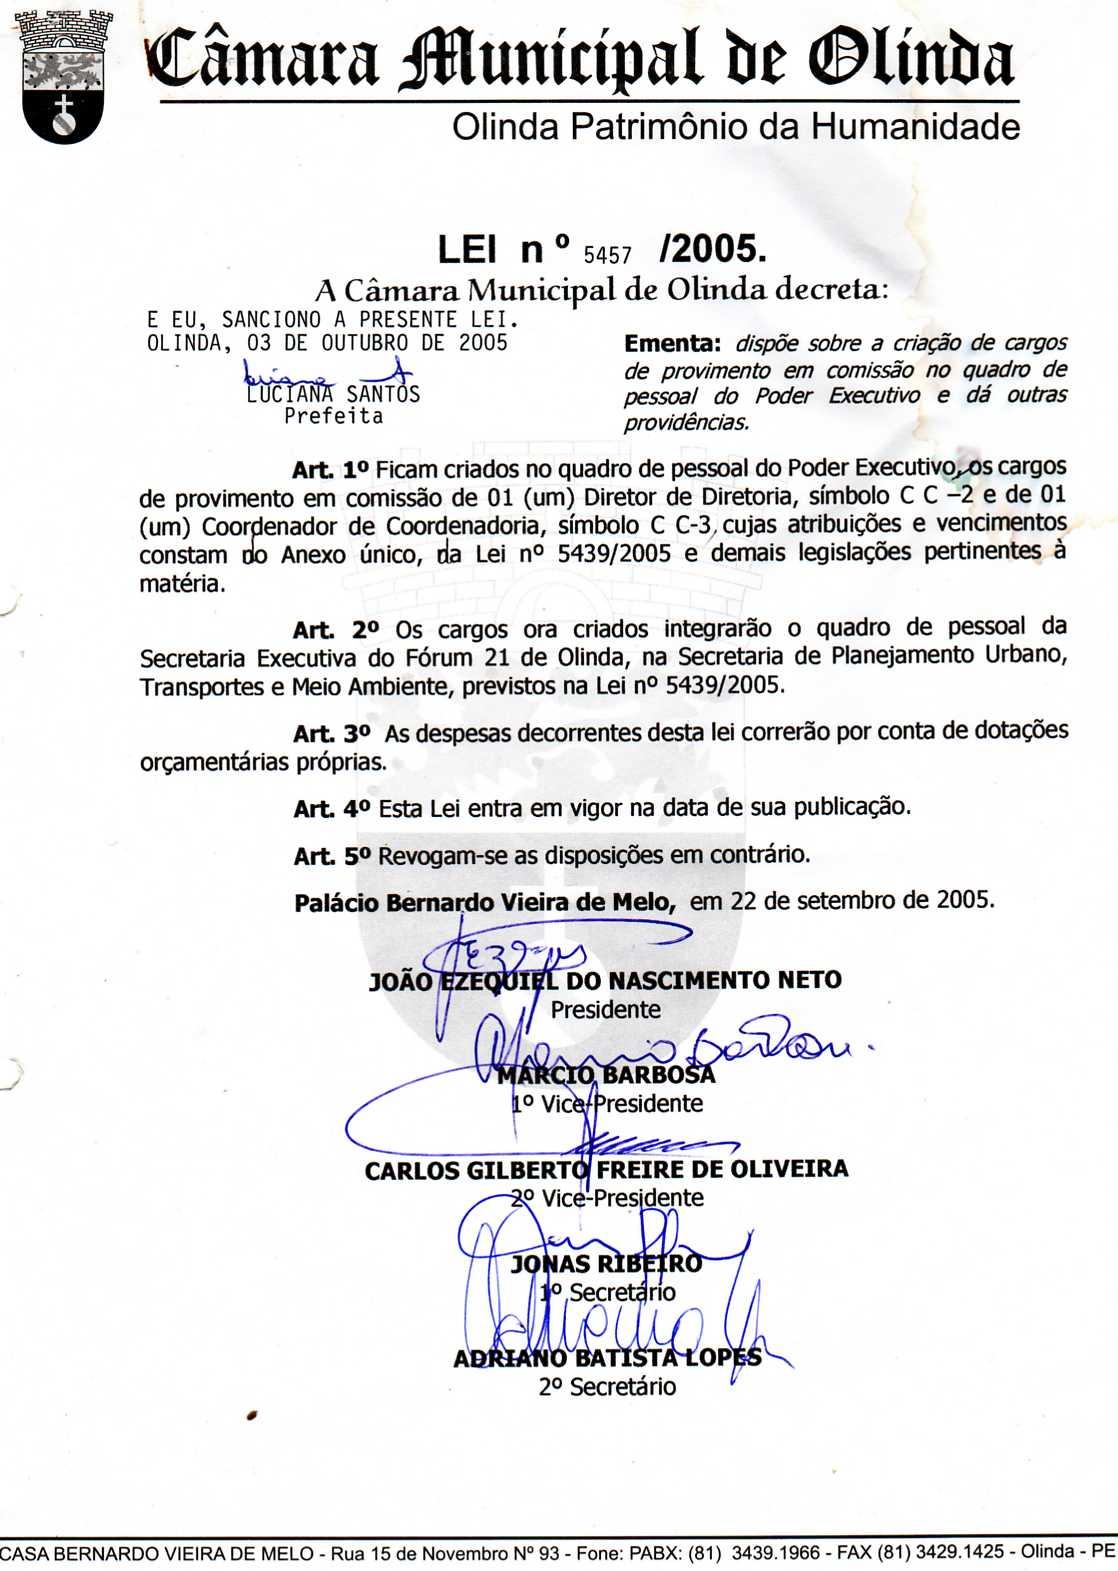 Câmara Municipal de Olinda
Olinda Patrimônio da Humanidade
LEI nº 5457 /2005.
A Câmara Municipal de Olinda decreta:
E EU, SANCIONO A PRESENTE LEI.
OLINDA, 03 DE OUTUBRO DE 2005
LUCIANA SANTOS
Prefeita
Ementa: dispõe sobre a criação de cargos
de provimento em comissão no quadro de
pessoal do Poder Executivo e dá outras
providências.
Art. 1º Ficam criados no quadro de pessoal do Poder Executivo, os cargos
de provimento em comissão de 01 (um) Diretor de Diretoria, símbolo C C –2 e de 01
(um) Coordenador de Coordenadoria, símbolo C C-3, cujas atribuições e vencimentos
constam do Anexo único, da Lei nº 5439/2005 e demais legislações pertinentes à
matéria.
Art. 2º Os cargos ora criados integrarão o quadro de pessoal da
Secretaria Executiva do Fórum 21 de Olinda, na Secretaria de Planejamento Urbano,
Transportes e Meio Ambiente, previstos na Lei nº 5439/2005.
Art. 3º As despesas decorrentes desta lei correrão por conta de dotações
orçamentárias próprias.
Art. 4º Esta Lei entra em vigor na data de sua publicação.
Art. 5º Revogam-se as disposições em contrário.
Palácio Bernardo Vieira de Melo, em 22 de setembro de 2005.
JOÃO EZEQUIEL DO NASCIMENTO NETO
Presidente
MÁRCIO BARBOSA
1º Vice-Presidente
CARLOS GILBERTO FREIRE DE OLIVEIRA
2º Vice-Presidente
JONAS RIBEIRO
1º Secretário
ADRIANO BATISTA LOPES
2º Secretário
CASA BERNARDO VIEIRA DE MELO - Rua 15 de Novembro Nº 93 - Fone: PABX: (81) 3439.1966 - FAX (81) 3429.1425 - Olinda - PE